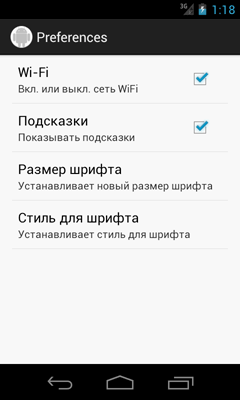 3G 1:18
Preferences
Wi-Fi
Вкл. или выкл. сеть WiFi
Подсказки
Показывать подсказки
Размер шрифта
Устанавливает новый размер шрифта
Стиль для шрифта
Устанавливает стиль для шрифта